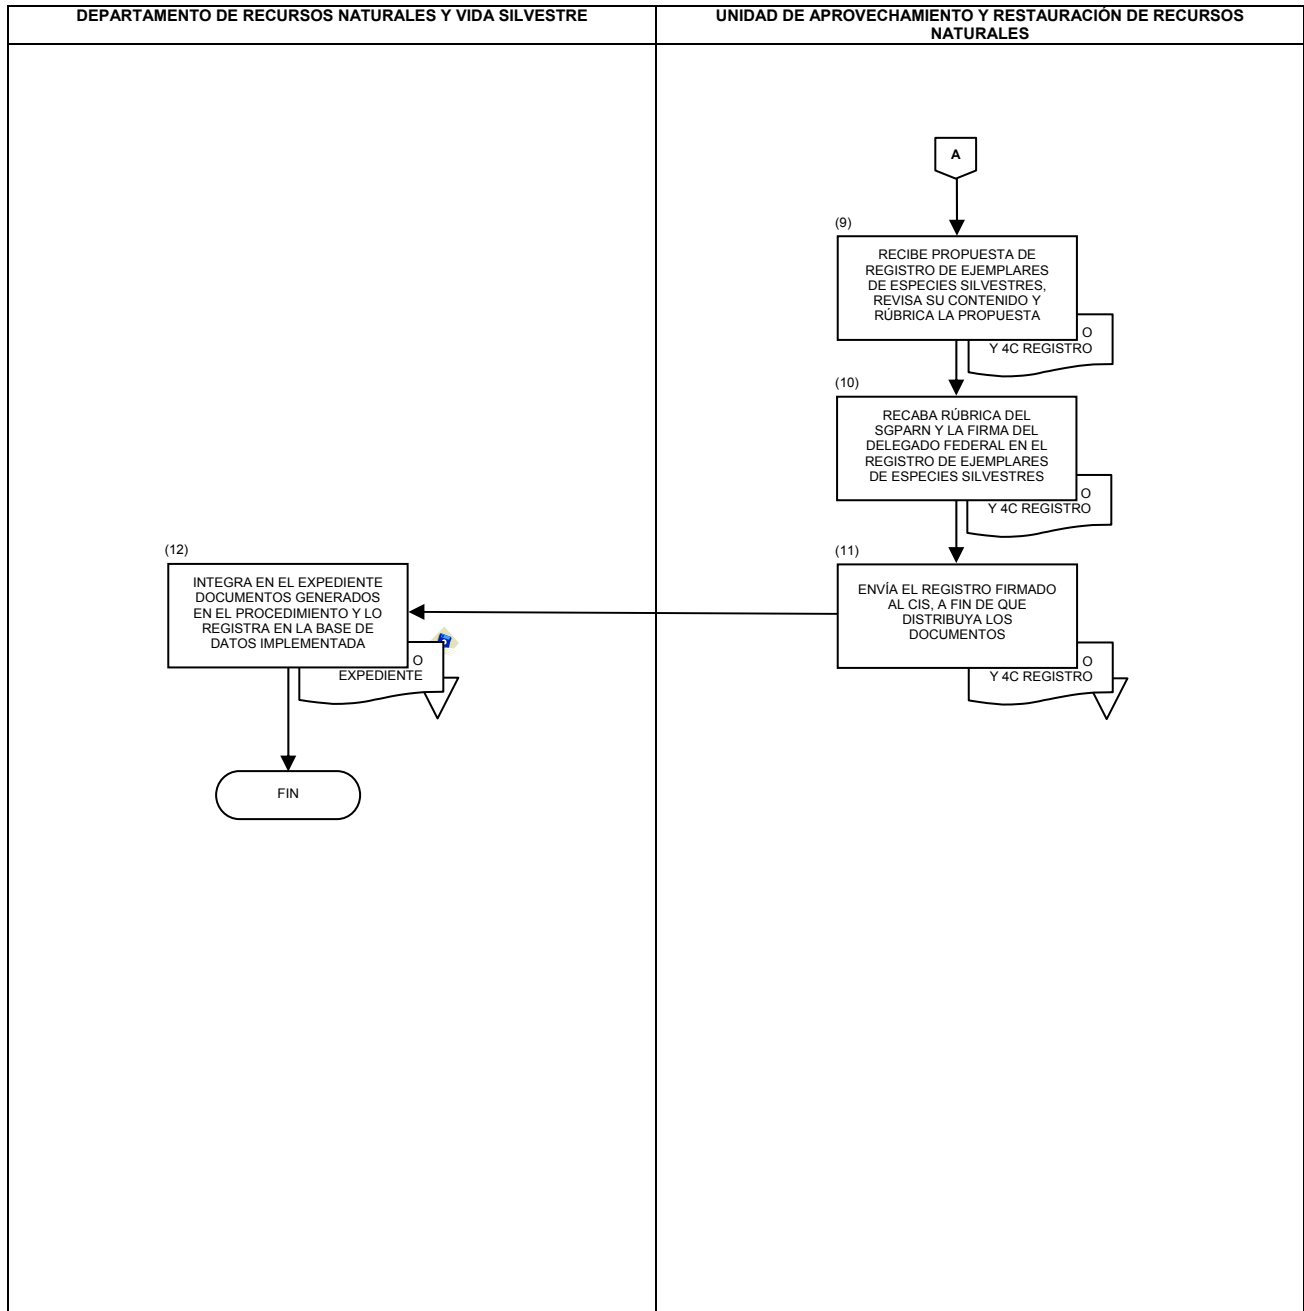 DEPARTAMENTO DE RECURSOS NATURALES Y VIDA SILVESTRE
UNIDAD DE APROVECHAMIENTO Y RESTAURACIÓN DE RECURSOS
NATURALES
A
(9)
RECIBE PROPUESTA DE
REGISTRO DE EJEMPLARES
DE ESPECIES SILVESTRES,
REVISA SU CONTENIDO Y
RÚBRICA LA PROPUESTA
O
Y 4C REGISTRO
(10)
RECABA RÚBRICA DEL
SGPARN Y LA FIRMA DEL
DELEGADO FEDERAL EN EL
REGISTRO DE EJEMPLARES
DE ESPECIES SILVESTRES
O
Y 4C REGISTRO
(11)
ENVÍA EL REGISTRO FIRMADO
AL CIS, A FIN DE QUE
DISTRIBUYA LOS
DOCUMENTOS
O
Y 4C REGISTRO
(12)
INTEGRA EN EL EXPEDIENTE
DOCUMENTOS GENERADOS
EN EL PROCEDIMIENTO Y LO
REGISTRA EN LA BASE DE
DATOS IMPLEMENTADA
O
EXPEDIENTE
FIN